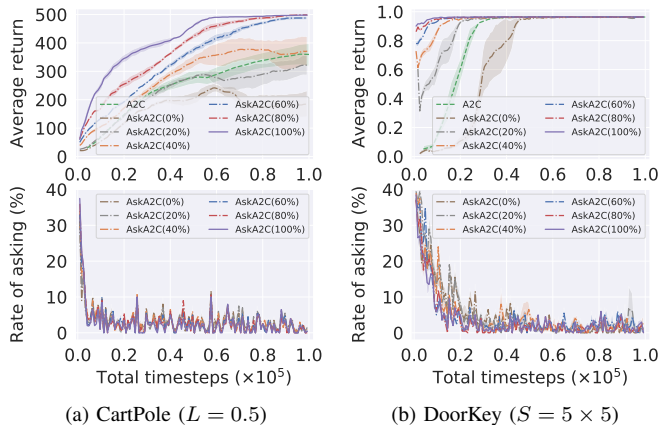 Average return
500
400
300
200
100
0
A2C
AskA2C(0%)
AskA2C(20%)
AskA2C(40%)
AskA2C(60%)
AskA2C(80%)
AskA2C(100%)
0
0.2
0.4
0.6
0.8
1.0
Rate of asking (%)
40
30
20
10
0
AskA2C(0%)
AskA2C(20%)
AskA2C(40%)
AskA2C(60%)
AskA2C(80%)
AskA2C(100%)
0
0.2
0.4
0.6
0.8
1.0
Total timesteps (×10⁵)
(a) CartPole (L = 0.5)
Average return
1.0
0.8
0.6
0.4
0.2
0
A2C
AskA2C(0%)
AskA2C(20%)
AskA2C(40%)
AskA2C(60%)
AskA2C(80%)
AskA2C(100%)
0
0.2
0.4
0.6
0.8
1.0
Rate of asking (%)
40
30
20
10
0
AskA2C(0%)
AskA2C(20%)
AskA2C(40%)
AskA2C(60%)
AskA2C(80%)
AskA2C(100%)
0
0.2
0.4
0.6
0.8
1.0
Total timesteps (×10⁵)
(b) DoorKey (S = 5 × 5)